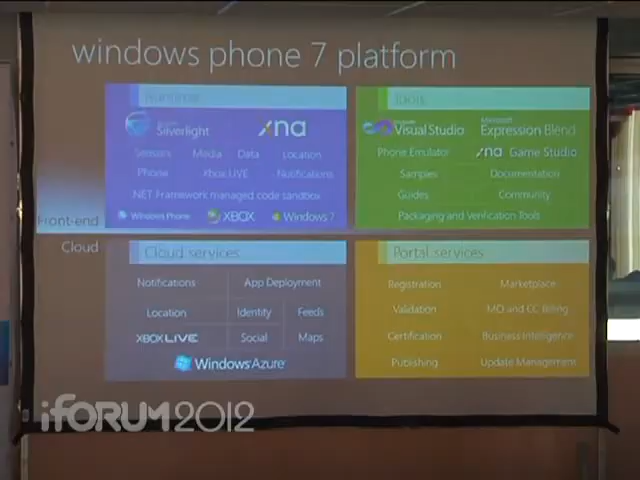 windows phone 7 platform
Runtimes
Silverlight
xna
Sensors Media Data Location
Phone Xbox LIVE Notifications
.NET Framework managed code sandbox
Windows Phone XBOX Windows 7
Tools
Visual Studio
Microsoft
Expression Blend
Phone Emulator xna Game Studio
Samples Documentation
Guides Community
Packaging and Verification Tools
Front-end
Cloud
Cloud services
Notifications App Deployment
Location Identity Feeds
XBOX LIVE Social Maps
Windows Azure
Portal services
Registration Marketplace
Validation MO and CC Billing
Certification Business Intelligence
Publishing Update Management
iFORUM2012